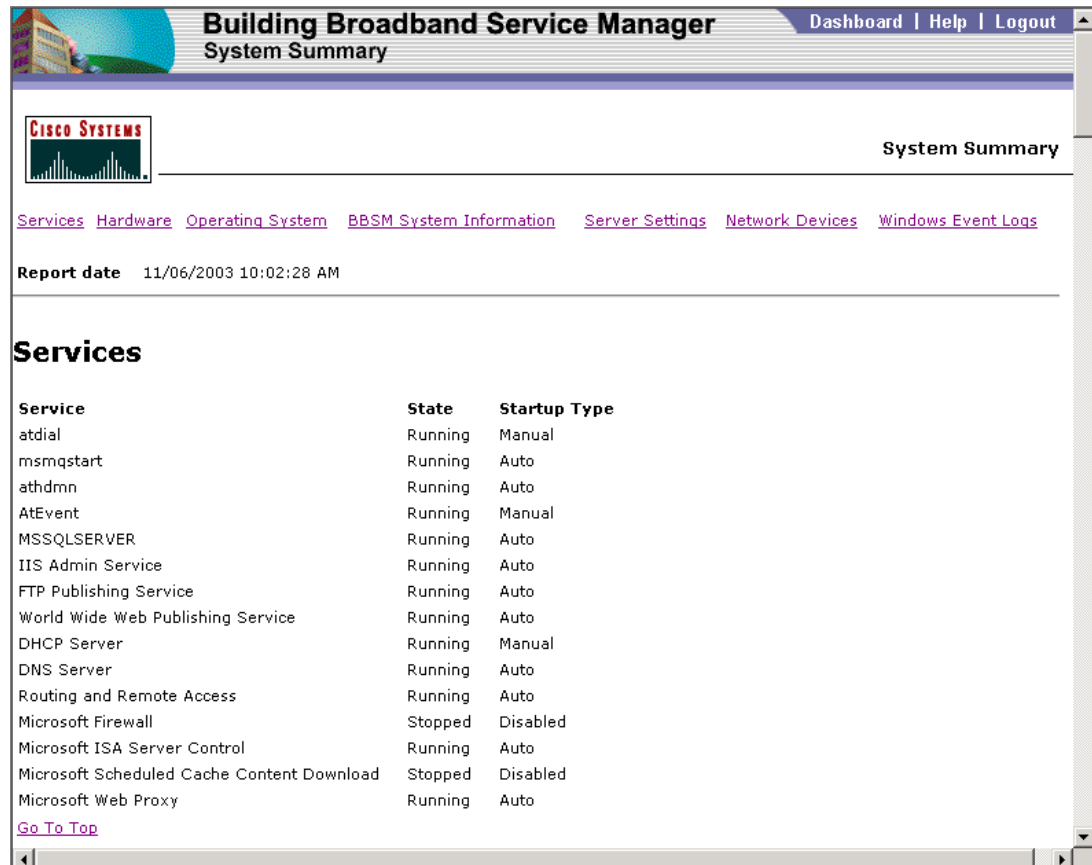 Building Broadband Service Manager
Dashboard | Help | Logout
System Summary
CISCO SYSTEMS
System Summary
Services Hardware Operating System BBSM System Information Server Settings Network Devices Windows Event Logs
Report date 11/06/2003 10:02:28 AM
Services
Service State Startup Type
atdial Running Manual
msmqstart Running Auto
athdmn Running Auto
AtEvent Running Manual
MSSQLSERVER Running Auto
IIS Admin Service Running Auto
FTP Publishing Service Running Auto
World Wide Web Publishing Service Running Auto
DHCP Server Running Manual
DNS Server Running Auto
Routing and Remote Access Running Auto
Microsoft Firewall Stopped Disabled
Microsoft ISA Server Control Running Auto
Microsoft Scheduled Cache Content Download Stopped Disabled
Microsoft Web Proxy Running Auto
Go To Top